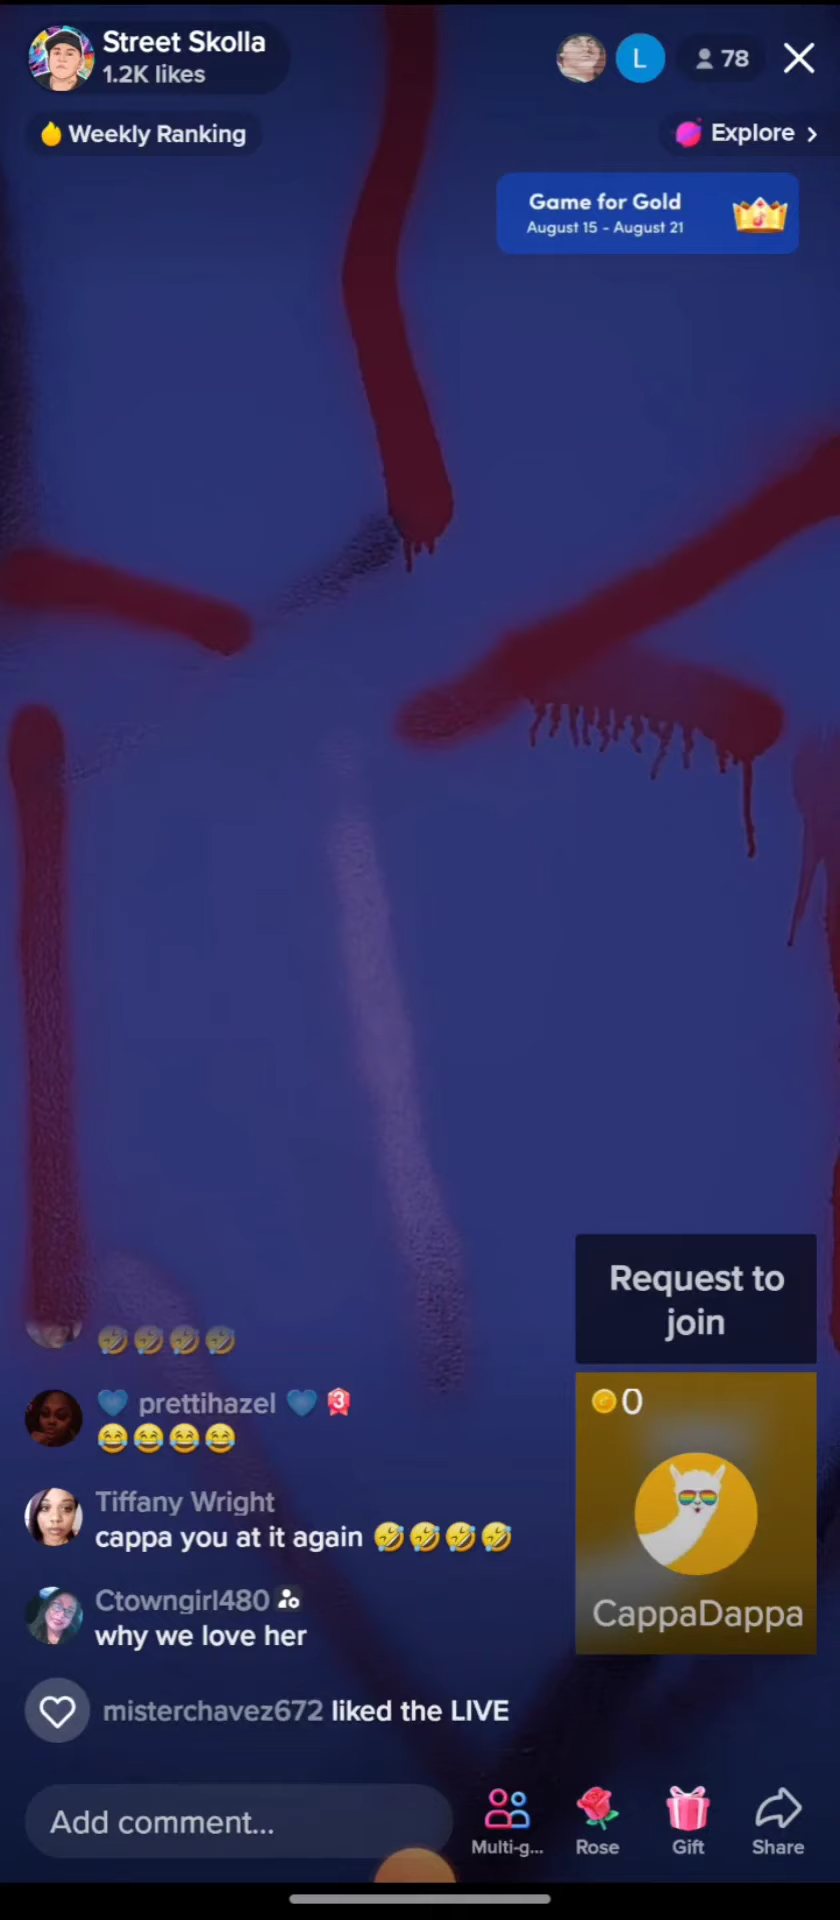 Street Skolla
1.2K likes
L
78
Weekly Ranking
Explore
Game for Gold
August 15 - August 21
Request to
join
0
CappaDappa
prettihazel 3
Tiffany Wright
cappa you at it again
Ctowngirl480
why we love her
misterchavez672 liked the LIVE
Add comment...
Multi-g...
Rose
Gift
Share